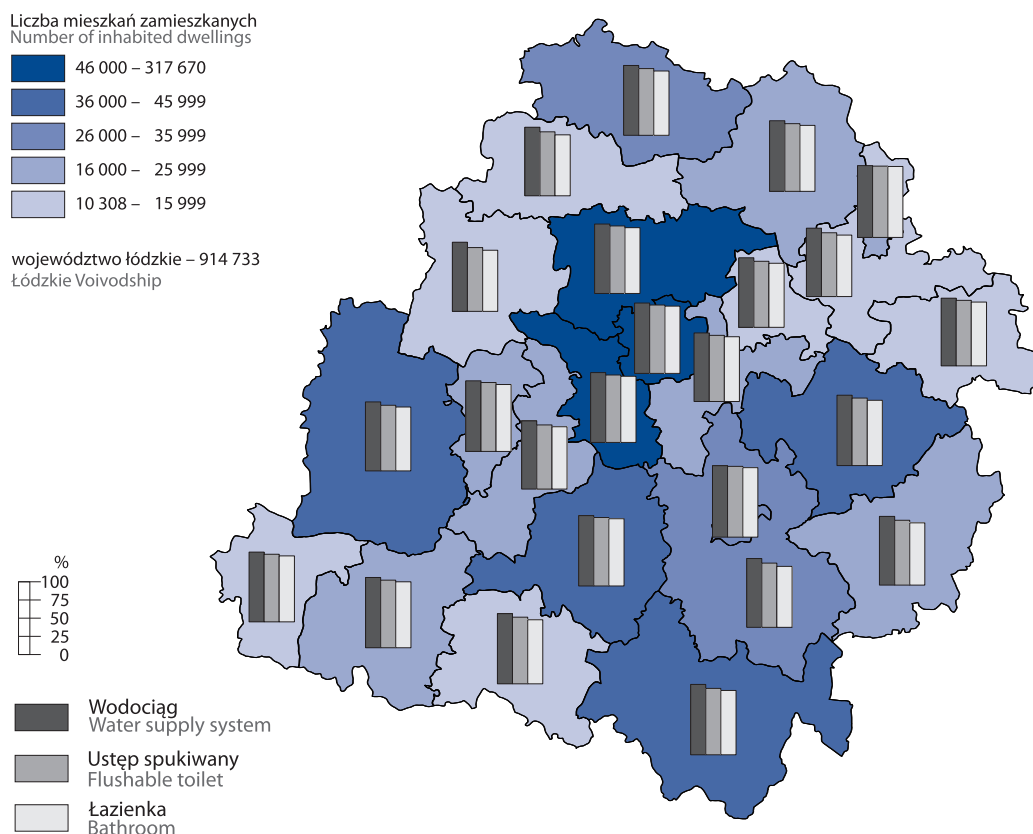 Liczba mieszkań zamieszkanych
Number of inhabited dwellings
46 000 – 317 670
36 000 – 45 999
26 000 – 35 999
16 000 – 25 999
10 308 – 15 999
województwo łódzkie – 914 733
Łódzkie Voivodship
%
100
75
50
25
0
Wodociąg
Water supply system
Ustęp spukiwany
Flushable toilet
Łazienka
Bathroom